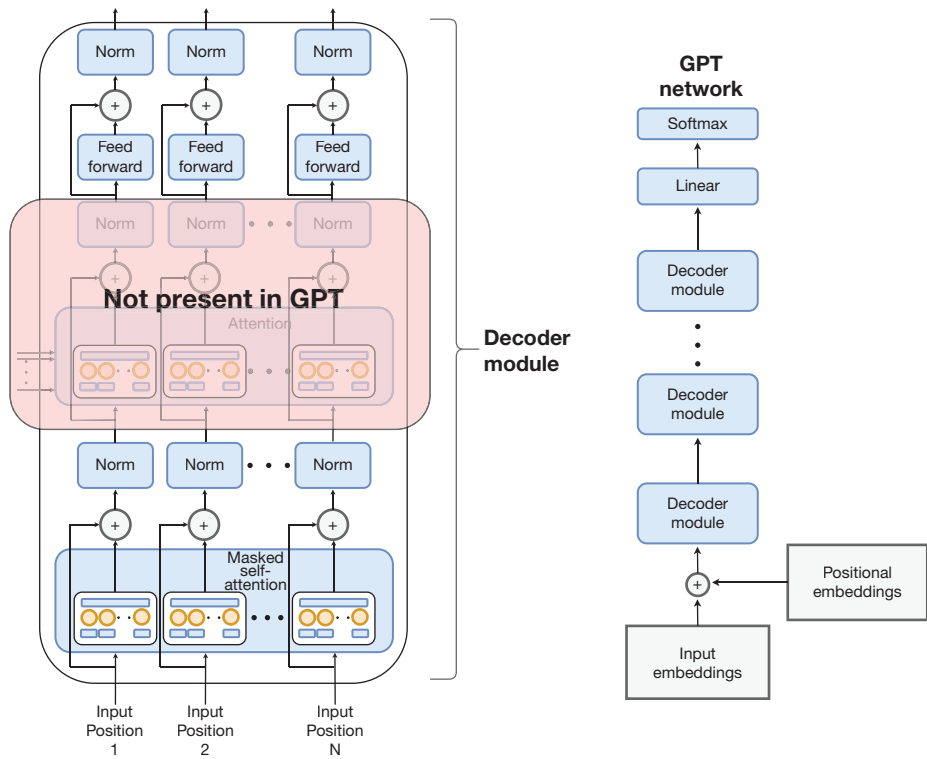 Norm
Norm
Norm
+
+
+
Feed
forward
Feed
forward
Feed
forward
Norm
Norm
Norm
+
+
+
Not present in GPT
Attention
Norm
Norm
Norm
+
+
+
Masked
self-
attention
Input
Position
1
Input
Position
2
Input
Position
N
Decoder
module
GPT
network
Softmax
Linear
Decoder
module
Decoder
module
Decoder
module
+
Positional
embeddings
Input
embeddings